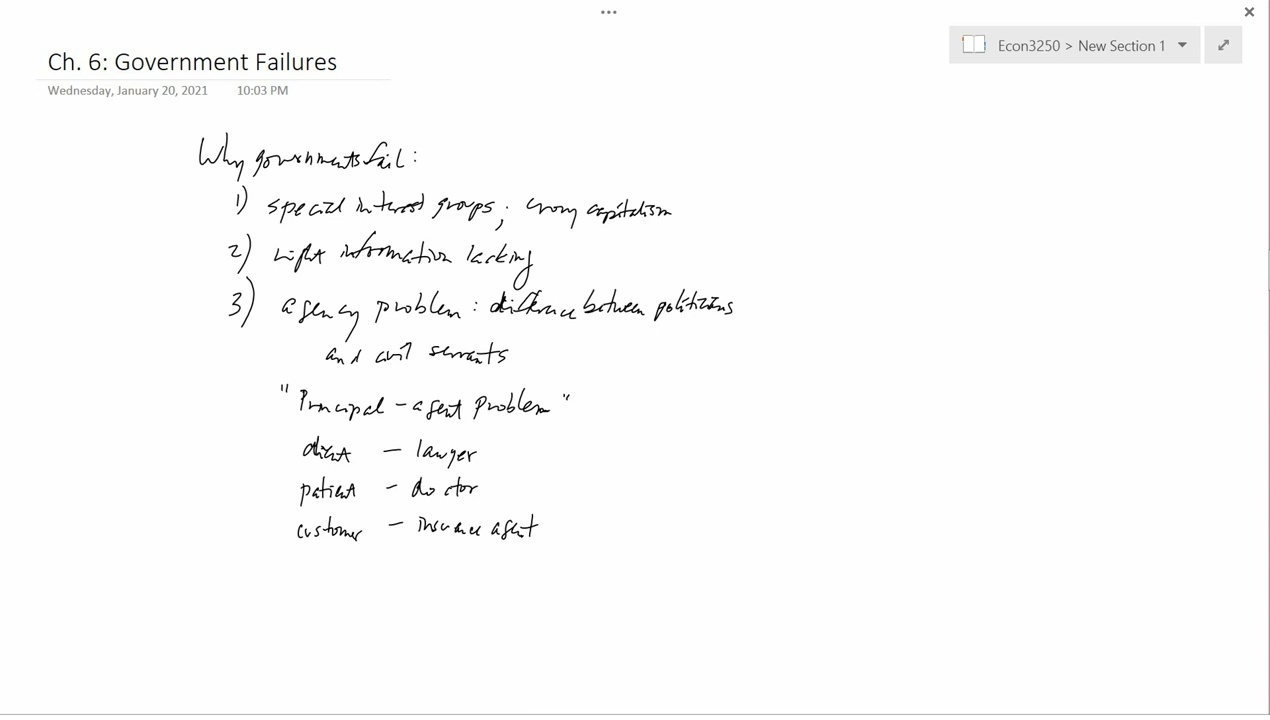 Econ3250 > New Section 1
Ch. 6: Government Failures
Wednesday, January 20, 2021 10:03 PM
Why governments fail:
1) special interest groups; crony capitalism
2) right information lacking
3) agency problem: difference between politicians
and civil servants
"Principal - agent problem"
client - lawyer
patient - doctor
customer - insurance agent